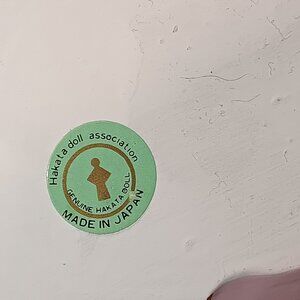 Hakata doll association
GENUINE HAKATA DOLL
MADE IN JAPAN